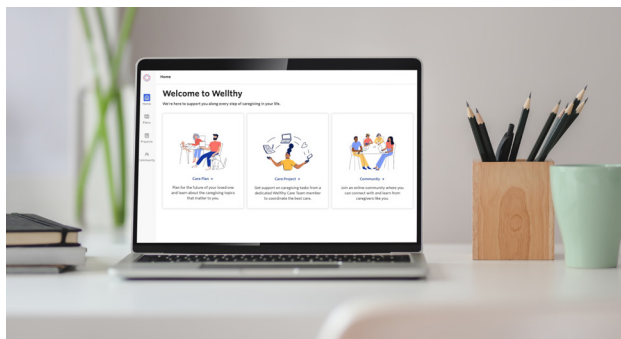 Home
Welcome to Wellthy
We're here to support you along every step of caregiving in your life.
Home
Plans
Projects
Community
Care Plan →
Plan for the future of your loved one
and learn about the caregiving topics
that matter to you.
Care Project →
Get support on caregiving tasks from a
dedicated Wellthy Care Team member
to coordinate the best care.
Community →
Join an online community where you
can connect with and learn from
caregivers like you.